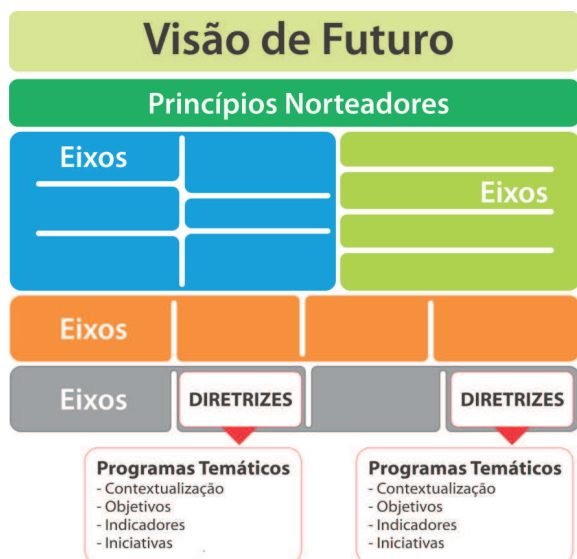 Visão de Futuro
Princípios Norteadores
Eixos
Eixos
Eixos
Eixos
DIRETRIZES
DIRETRIZES
Programas Temáticos
- Contextualização
- Objetivos
- Indicadores
- Iniciativas
Programas Temáticos
- Contextualização
- Objetivos
- Indicadores
- Iniciativas